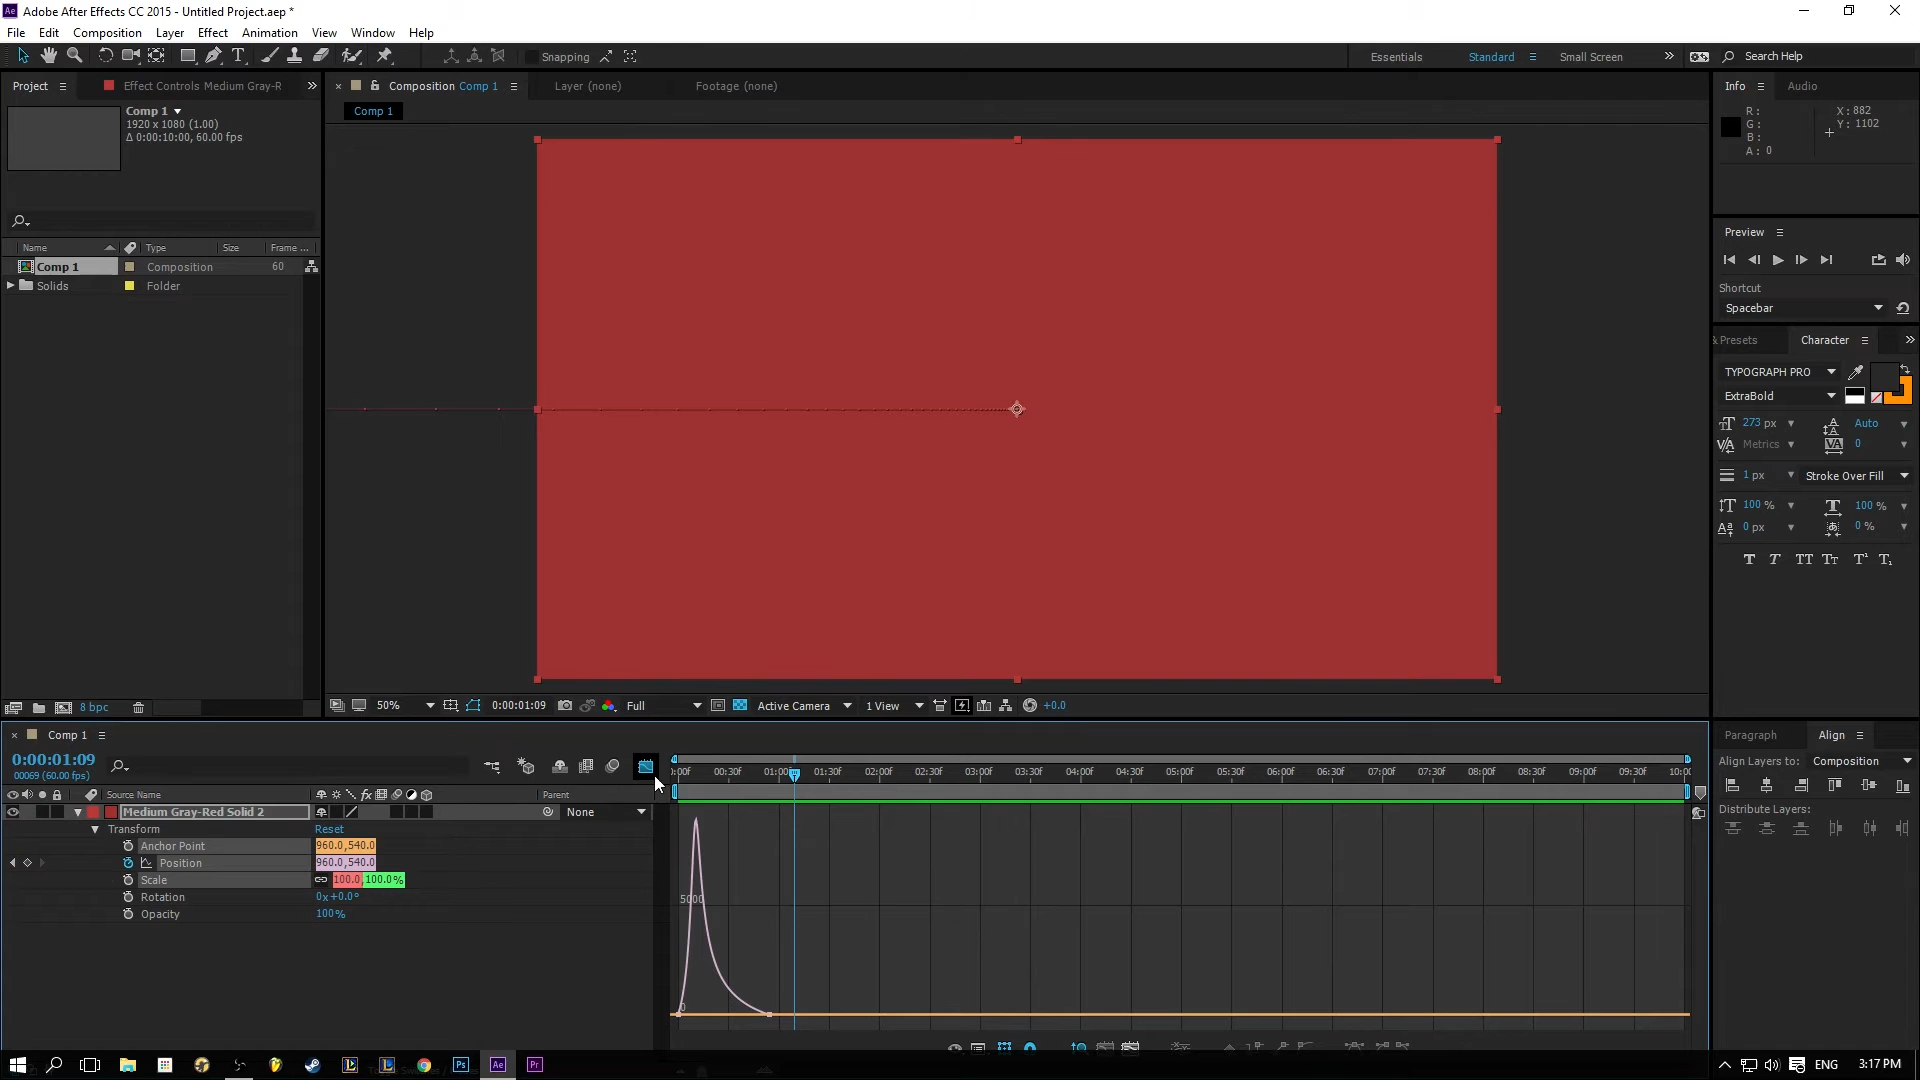 Adobe After Effects CC 2015 - Untitled Project.aep *
File Edit Composition Layer Effect Animation View Window Help
Snapping
Essentials Standard Small Screen Search Help
Project Effect Controls Medium Gray-R
Composition Comp 1 Layer (none) Footage (none)
Info Audio
Comp 1
1920 x 1080 (1.00)
Δ 0:00:10:00, 60.00 fps
Comp 1
R: X: 882
G: Y: 1102
B:
A: 0
Name Type Size Frame ...
Comp 1 Composition 60
Solids Folder
Preview
Shortcut
Spacebar
& Presets Character
TYPOGRAPH PRO
ExtraBold
273 px Auto
Metrics 0
1 px Stroke Over Fill
100 % 100 %
0 px 0 %
8 bpc
50% 0:00:01:09 Full Active Camera 1 View +0.0
Comp 1
0:00:01:09
00069 (60.00 fps)
:00f 00:30f 01:00f 01:30f 02:00f 02:30f 03:00f 03:30f 04:00f 04:30f 05:00f 05:30f 06:00f 06:30f 07:00f 07:30f 08:00f 08:30f 09:00f 09:30f 10:00
Source Name Parent
Medium Gray-Red Solid 2 None
Transform Reset
Anchor Point 960.0,540.0
Position 960.0,540.0
Scale 100.0,100.0%
Rotation 0x+0.0°
Opacity 100%
5000
0
Paragraph Align
Align Layers to: Composition
Distribute Layers:
Ps Ae Pr
ENG 3:17 PM